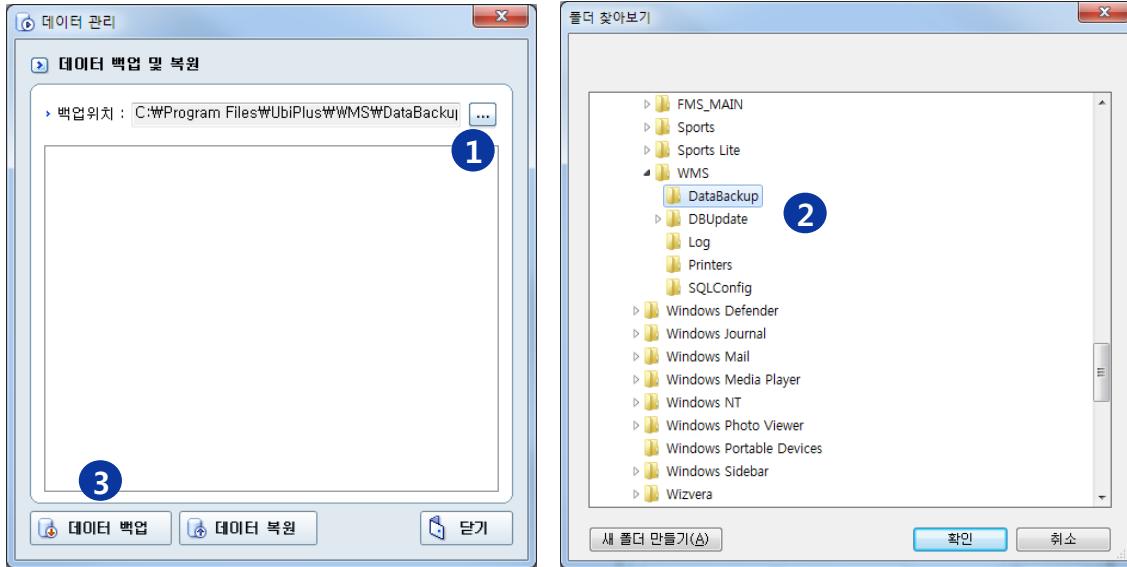 데이터 관리
데이터 백업 및 복원
백업위치 : C:₩Program Files₩UbiPlus₩WMS₩DataBackup
...
1
3
데이터 백업
데이터 복원
닫기
폴더 찾아보기
FMS_MAIN
Sports
Sports Lite
WMS
DataBackup
2
DBUpdate
Log
Printers
SQLConfig
Windows Defender
Windows Journal
Windows Mail
Windows Media Player
Windows NT
Windows Photo Viewer
Windows Portable Devices
Windows Sidebar
Wizvera
새 폴더 만들기(A)
확인
취소